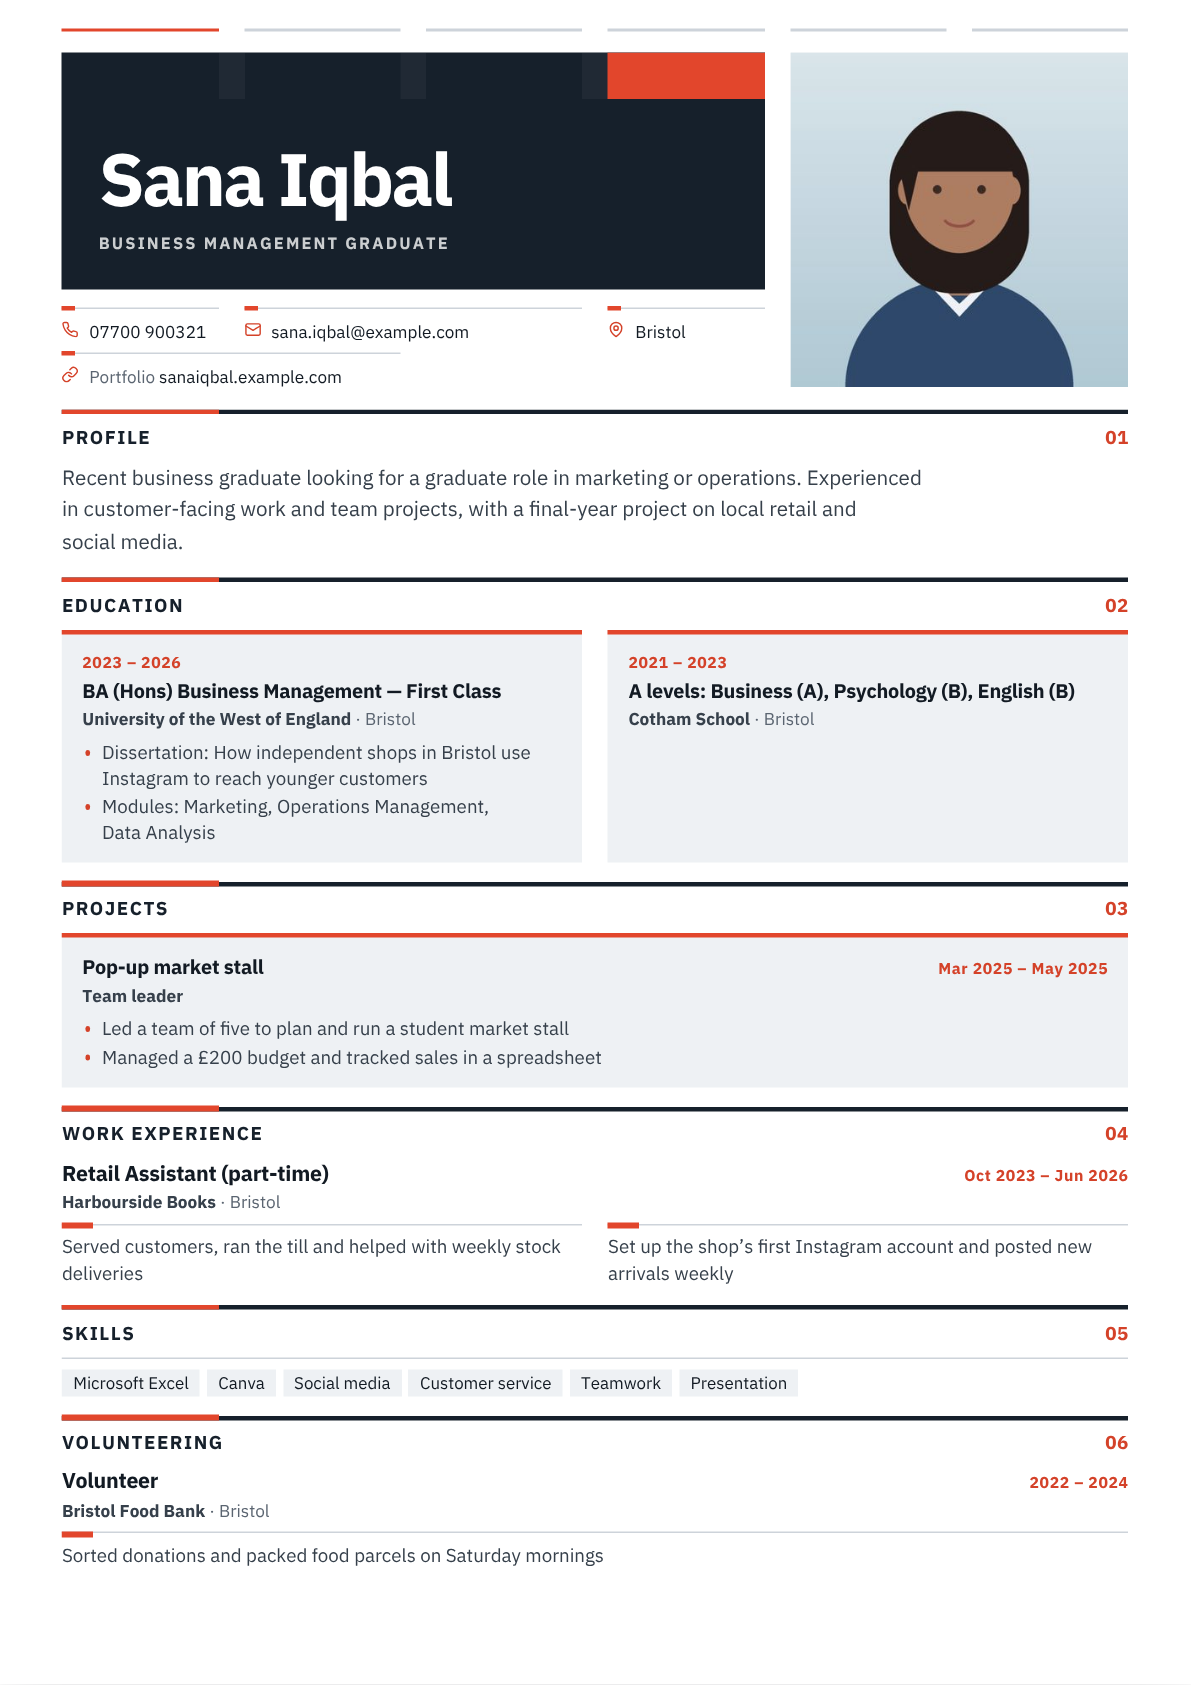 Sana Iqbal
BUSINESS MANAGEMENT GRADUATE
07700 900321
sana.iqbal@example.com
Bristol
Portfolio sanaiqbal.example.com
PROFILE 01
Recent business graduate looking for a graduate role in marketing or operations. Experienced
in customer-facing work and team projects, with a final-year project on local retail and
social media.
EDUCATION 02
2023 – 2026
BA (Hons) Business Management — First Class
University of the West of England · Bristol
• Dissertation: How independent shops in Bristol use
Instagram to reach younger customers
• Modules: Marketing, Operations Management,
Data Analysis
2021 – 2023
A levels: Business (A), Psychology (B), English (B)
Cotham School · Bristol
PROJECTS 03
Pop-up market stall Mar 2025 – May 2025
Team leader
• Led a team of five to plan and run a student market stall
• Managed a £200 budget and tracked sales in a spreadsheet
WORK EXPERIENCE 04
Retail Assistant (part-time) Oct 2023 – Jun 2026
Harbourside Books · Bristol
Served customers, ran the till and helped with weekly stock
deliveries
Set up the shop’s first Instagram account and posted new
arrivals weekly
SKILLS 05
Microsoft Excel Canva Social media Customer service Teamwork Presentation
VOLUNTEERING 06
Volunteer 2022 – 2024
Bristol Food Bank · Bristol
Sorted donations and packed food parcels on Saturday mornings